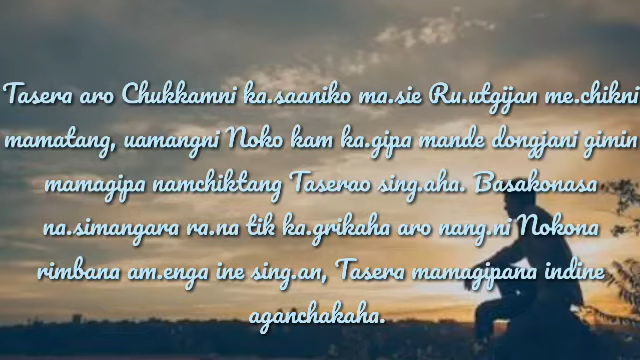 Tasera aro Chukkamni ka.saaniko ma.sie Ru.utgijan me.chikni
mamatang, uamangni Noko kam ka.gipa mande dongjani gimin
mamagipa namchiktang Taserao sing.aha. Basakonasa
na.simangara ra.na tik ka.grikaha aro nang.ni Nokona
rimbana am.enga ine sing.an, Tasera mamagipana indine
aganchakaha.